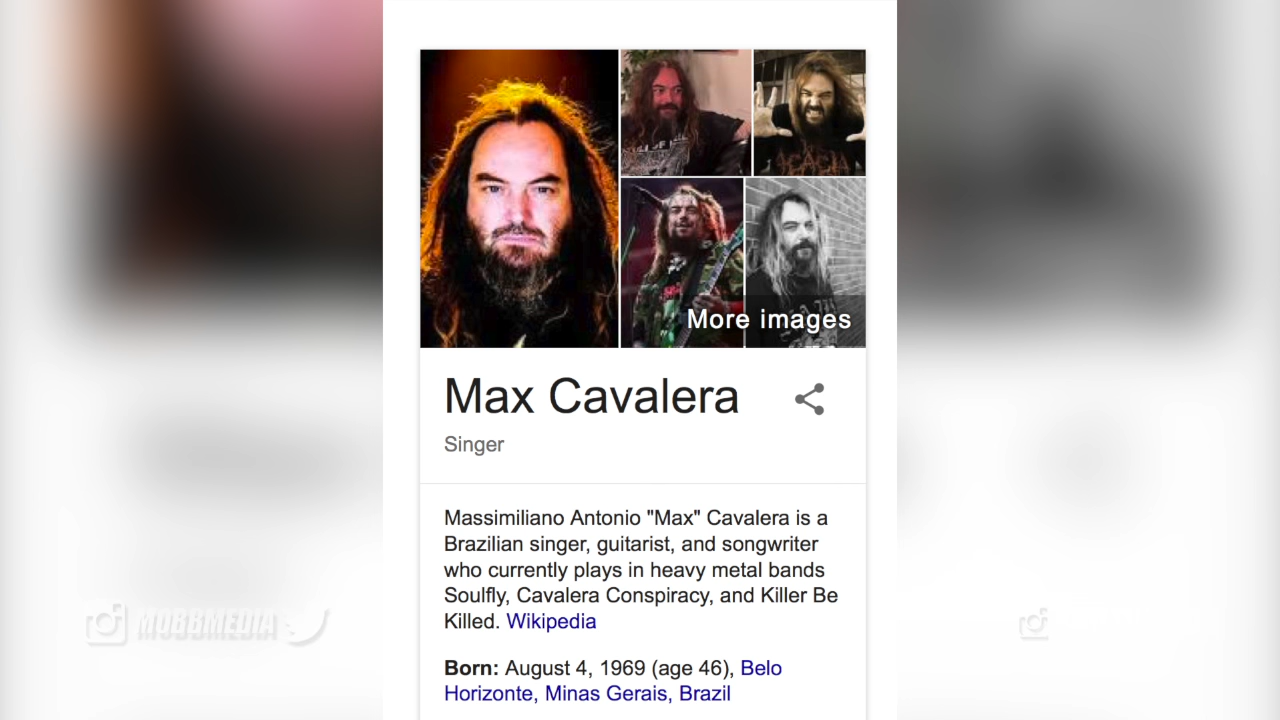 More images
Max Cavalera
Singer
Massimiliano Antonio "Max" Cavalera is a
Brazilian singer, guitarist, and songwriter
who currently plays in heavy metal bands
Soulfly, Cavalera Conspiracy, and Killer Be
Killed. Wikipedia
Born: August 4, 1969 (age 46), Belo
Horizonte, Minas Gerais, Brazil
MOBBMEDIA